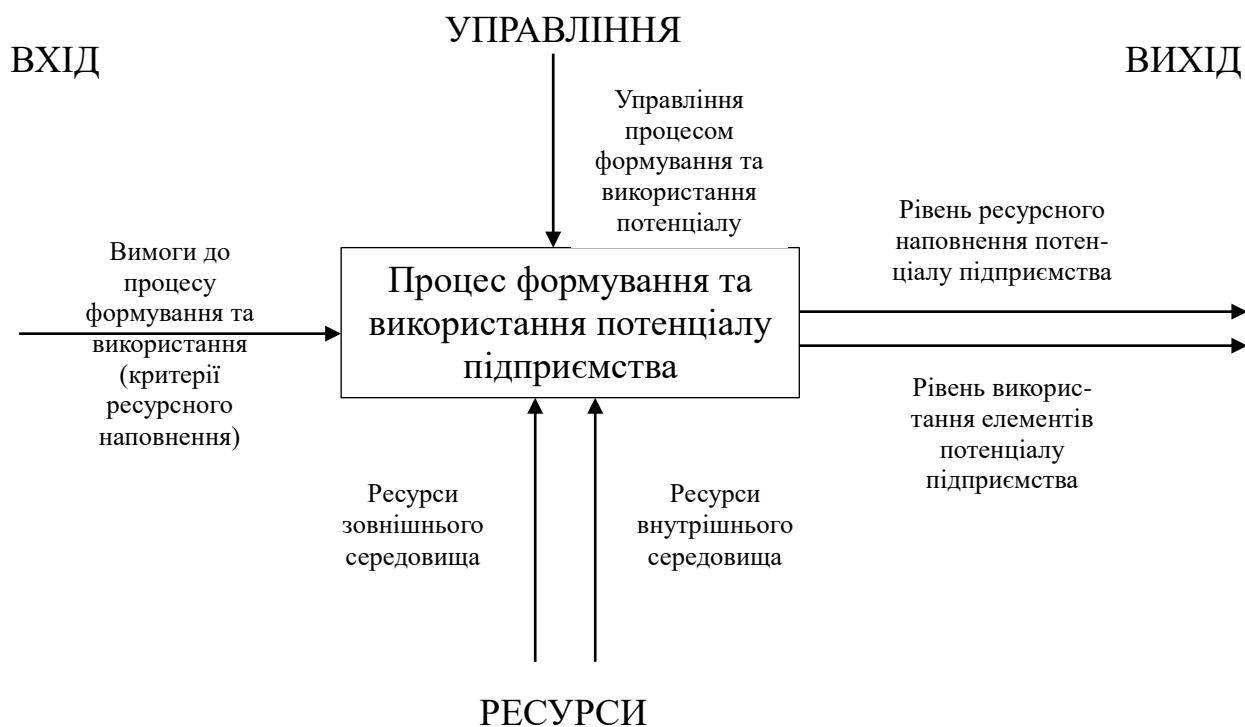 УПРАВЛІННЯ
ВХІД
ВИХІД
Управління
процесом
формування та
використання
потенціалу
Вимоги до
процесу
формування та
використання
(критерії
ресурсного
наповнення)
Процес формування та
використання потенціалу
підприємства
Рівень ресурсного
наповнення потен-
ціалу підприємства
Рівень викорис-
тання елементів
потенціалу
підприємства
Ресурси
зовнішнього
середовища
Ресурси
внутрішнього
середовища
РЕСУРСИ